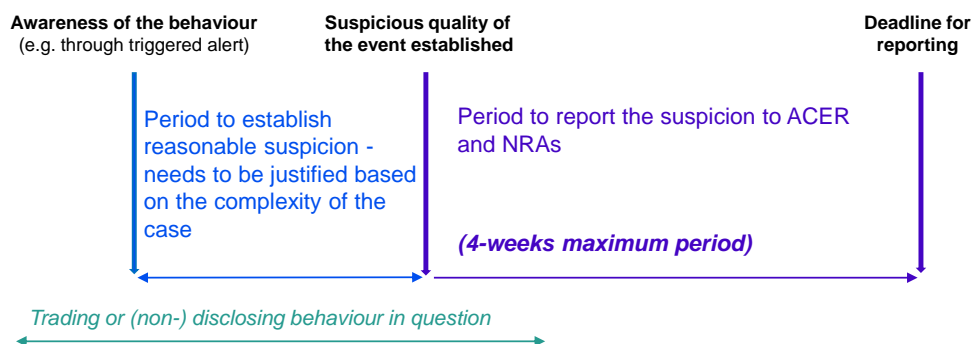 Awareness of the behaviour
(e.g. through triggered alert)
Suspicious quality of
the event established
Deadline for
reporting
Period to establish
reasonable suspicion -
needs to be justified based
on the complexity of the
case
Period to report the suspicion to ACER
and NRAs
(4-weeks maximum period)
Trading or (non-) disclosing behaviour in question